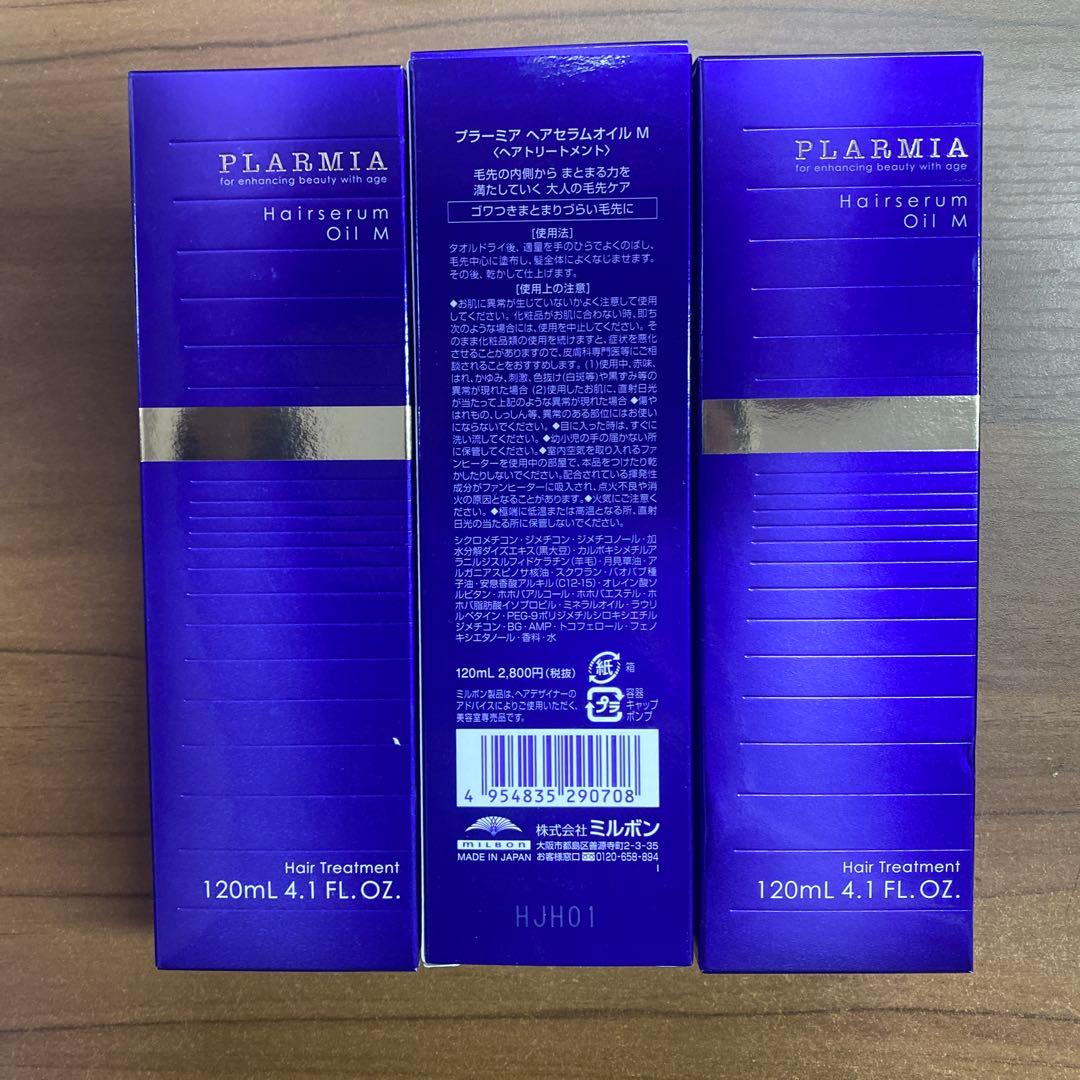 PLARMIA
for enhancing beauty with age
Hairserum
Oil M
Hair Treatment
120mL 4.1 FL.OZ.
プラーミア ヘアセラムオイル M
〈ヘアトリートメント〉
毛先の内側から まとまる力を
満たしていく 大人の毛先ケア
ゴワつきまとまりづらい毛先に
[使用法]
タオルドライ後、適量を手のひらでよくのばし、
毛先中心に塗布し、髪全体によくなじませます。
その後、乾かして仕上げます。
[使用上の注意]
◆お肌に異常が生じていないかよく注意して使用
してください。化粧品がお肌に合わない時、即ち
次のような場合には、使用を中止してください。そ
のまま化粧品類の使用を続けますと、症状を悪化
させることがありますので、皮膚科専門医等にご相
談されることをおすすめします。(1)使用中、赤味、
はれ、かゆみ、刺激、色抜け(白斑等)や黒ずみ等の
異常が現れた場合 (2)使用したお肌に、直射日光
が当たって上記のような異常が現れた場合 ◆傷や
はれもの、しっしん等、異常のある部位にはお使い
にならないでください。◆目に入った時は、すぐに
洗い流してください。◆幼小児の手の届かない所
に保管してください。◆室内空気を取り入れるファ
ンヒーターを使用中の部屋で、本品をつけたり乾
かしたりしないでください。配合されている揮発性
成分がファンヒーターに吸入され、点火不良や消
火の原因となることがあります。◆火気にご注意く
ださい。◆極端に低温または高温となる所、直射
日光の当たる所に保管しないでください。
シクロメチコン・ジメチコン・ジメチコノール・加
水分解ダイズエキス(黒大豆)・カルボキシメチルア
ラニルジスルフィドケラチン(羊毛)・月見草油・ア
ルガニアスピノサ核油・スクワラン・バオバブ種
子油・安息香酸アルキル(C12-15)・オレイン酸ソ
ルビタン・ホホバアルコール・ホホバエステル・ホ
ホバ脂肪酸イソプロピル・ミネラルオイル・ラウリ
ルベタイン・PEG-9ポリジメチルシロキシエチル
ジメチコン・BG・AMP・トコフェロール・フェノ
キシエタノール・香料・水
120mL 2,800円(税抜)
紙 箱
ミルボン製品は、ヘアデザイナーの
アドバイスによりご使用いただく、
美容室専売品です。
プラ 容器
キャップ
ポンプ
4 954835 290708
MILBON
MADE IN JAPAN
株式会社 ミルボン
大阪市都島区善源寺町2-3-35
お客様窓口 0120-658-894
I
HJH01
PLARMIA
for enhancing beauty with age
Hairserum
Oil M
Hair Treatment
120mL 4.1 FL.OZ.